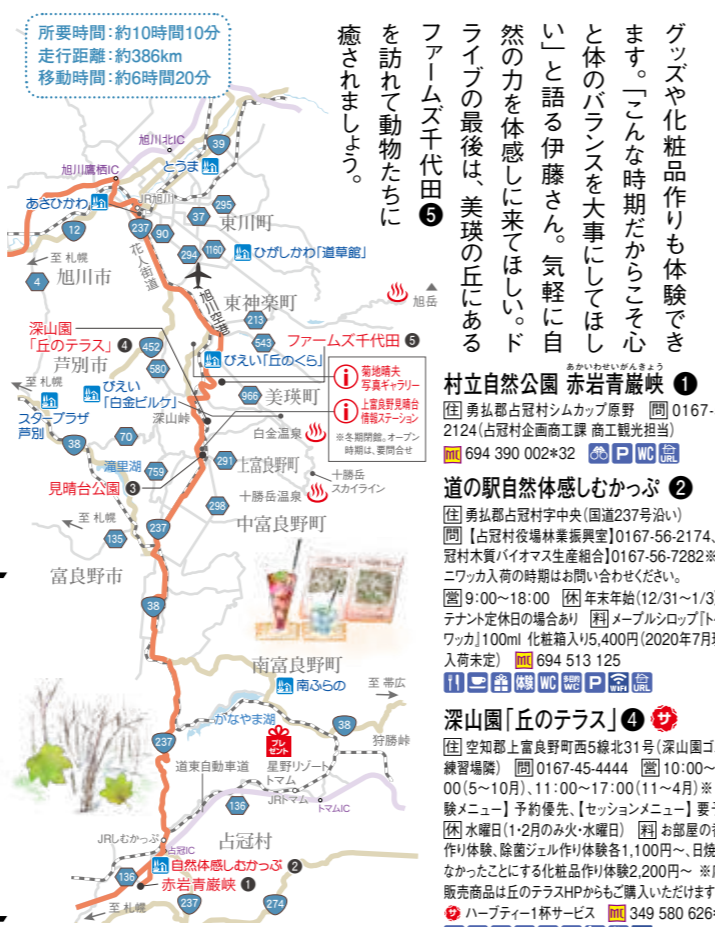 所要時間：約10時間10分
走行距離：約386km
移動時間：約6時間20分
グッズや化粧品作りも体験でき
ます。「こんな時期だからこそ心
と体のバランスを大事にしてほし
い」と語る伊藤さん。気軽に自
然の力を体感しに来てほしい。ド
ライブの最後は、美瑛の丘にある
ファームズ千代田❺
を訪れて動物たちに
癒されましょう。
旭川北IC
39
旭川鷹栖IC
とうま
あさひかわ
JR旭川
295
37
東川町
12
237
90
294
1160
ひがしかわ「道草館」
至 札幌
花人街道
4
旭川市
旭川空港
東神楽町
旭岳
213
深山園
「丘のテラス」❹
452
543
ファームズ千代田❺
芦別市
580
びえい「丘のくら」
菊地晴夫
写真ギャラリー
上富良野見晴台
情報ステーション
※冬期閉館。オープン
時期は、要問合せ
至 札幌
びえい
「白金ビルケ」
966
美瑛町
スタープラザ
芦別
深山峠
白金温泉
70
38
滝里湖
759
291
上富良野町
見晴台公園❸
十勝岳
スカイライン
十勝岳温泉
298
至 札幌
237
中富良野町
135
富良野市
38
南富良野町
南ふらの
至 帯広
かなやま湖
38
237
プレゼント
狩勝峠
道東自動車道
星野リゾート
トマム
136
JRトマム
トマムIC
JRしむかっぷ
占冠IC
占冠村
自然体感しむかっぷ❷
136
赤岩青巌峡❶
至 札幌
237
274
あかいわせいがんきょう
村立自然公園 赤岩青巌峡 ❶
住 勇払郡占冠村シムカップ原野 問 0167-
2124(占冠村企画商工課 商工観光担当)
694 390 002*32 P WC URL
道の駅自然体感しむかっぷ ❷
住 勇払郡占冠村字中央(国道237号沿い)
問【占冠村役場林業振興室】0167-56-2174、
冠村木質バイオマス生産組合】0167-56-7282※
ニワッカ入荷の時期はお問い合わせください。
営 9:00〜18:00 休 年末年始(12/31〜1/3)
テナント定休日の場合あり 料 メープルシロップ『ト
ワッカ』100ml 化粧箱入り5,400円(2020年7月現
入荷未定) 694 513 125
体験 WC 多目的WC P WiFi URL
深山園「丘のテラス」❹ サ
住 空知郡上富良野町西5線北31号(深山園ゴ
練習場隣) 問 0167-45-4444 営 10:00〜
00(5〜10月)、11:00〜17:00(11〜4月)※
験メニュー】予約優先、【セッションメニュー】要
休 水曜日(1・2月のみ火・水曜日) 料 お部屋の
作り体験、除菌ジェル作り体験各1,100円〜、日焼
なかったことにする化粧品作り体験2,200円〜 ※
販売商品は丘のテラスHPからもご購入いただけます
サ ハーブティー1杯サービス 349 580 626*